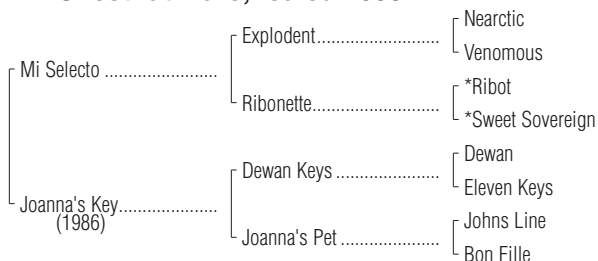 Nearctic
Explodent
Venomous
Mi Selecto
*Ribot
Ribonette
*Sweet Sovereign
Dewan
Dewan Keys
Eleven Keys
Joanna's Key
(1986)
Johns Line
Joanna's Pet
Bon Fille